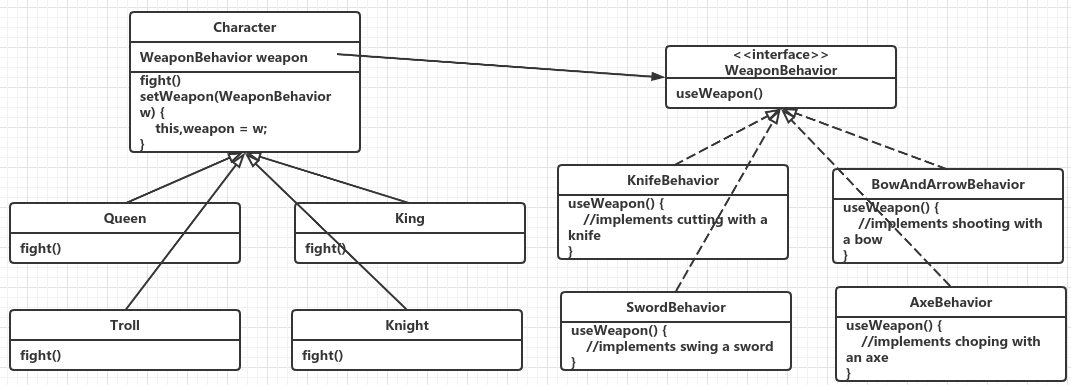 Character
WeaponBehavior weapon
fight()
setWeapon(WeaponBehavior
w) {
this,weapon = w;
}
<<interface>>
WeaponBehavior
useWeapon()
Queen
fight()
King
fight()
Troll
fight()
Knight
fight()
KnifeBehavior
useWeapon() {
//implements cutting with a
knife
}
BowAndArrowBehavior
useWeapon() {
//implements shooting with
a bow
}
SwordBehavior
useWeapon() {
//implements swing a sword
}
AxeBehavior
useWeapon() {
//implements choping with
an axe
}